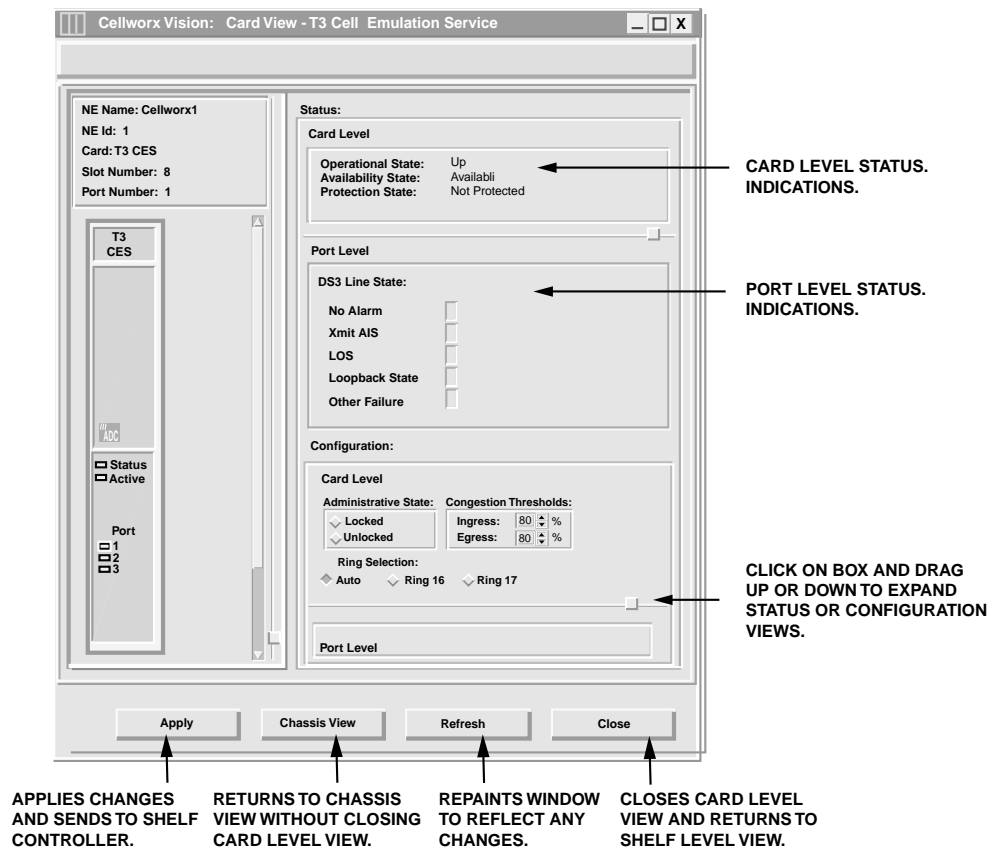 Cellworx Vision: Card View - T3 Cell Emulation Service
X
NE Name: Cellworx1
NE Id: 1
Card: T3 CES
Slot Number: 8
Port Number: 1
T3
CES
ADC
Status
Active
Port
1
2
3
Status:
Card Level
Operational State: Up
Availability State: Availabli
Protection State: Not Protected
Port Level
DS3 Line State:
No Alarm
Xmit AIS
LOS
Loopback State
Other Failure
Configuration:
Card Level
Administrative State: Congestion Thresholds:
Locked Ingress: 80 %
Unlocked Egress: 80 %
Ring Selection:
Auto Ring 16 Ring 17
Port Level
CARD LEVEL STATUS.
INDICATIONS.
PORT LEVEL STATUS.
INDICATIONS.
CLICK ON BOX AND DRAG
UP OR DOWN TO EXPAND
STATUS OR CONFIGURATION
VIEWS.
Apply Chassis View Refresh Close
APPLIES CHANGES
AND SENDS TO SHELF
CONTROLLER.
RETURNS TO CHASSIS
VIEW WITHOUT CLOSING
CARD LEVEL VIEW.
REPAINTS WINDOW
TO REFLECT ANY
CHANGES.
CLOSES CARD LEVEL
VIEW AND RETURNS TO
SHELF LEVEL VIEW.